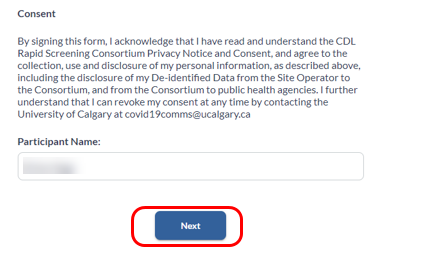 Consent
By signing this form, I acknowledge that I have read and understand the CDL
Rapid Screening Consortium Privacy Notice and Consent, and agree to the
collection, use and disclosure of my personal information, as described above,
including the disclosure of my De-identified Data from the Site Operator to
the Consortium, and from the Consortium to public health agencies. I further
understand that I can revoke my consent at any time by contacting the
University of Calgary at covid19comms@ucalgary.ca
Participant Name:
Next